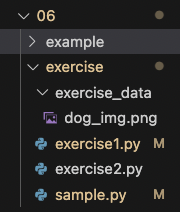 06
example
exercise
exercise_data
dog_img.png
exercise1.py M
exercise2.py
sample.py M